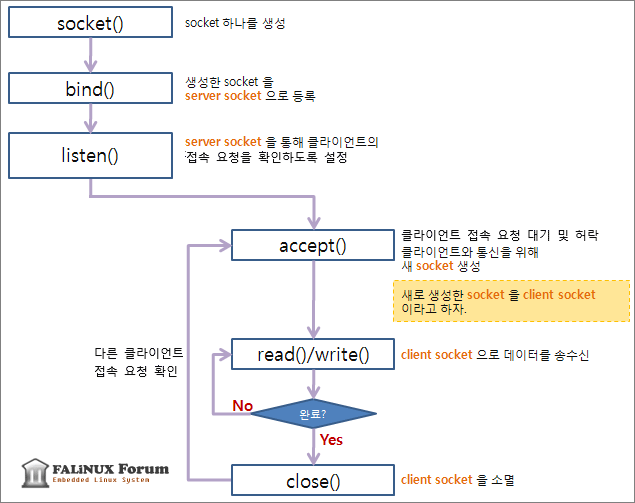 socket()
socket 하나를 생성
bind()
생성한 socket 을
server socket 으로 등록
listen()
server socket 을 통해 클라이언트의
접속 요청을 확인하도록 설정
accept()
클라이언트 접속 요청 대기 및 허락
클라이언트와 통신을 위해
새 socket 생성
새로 생성한 socket 을 client socket
이라고 하자.
다른 클라이언트
접속 요청 확인
read()/write()
client socket 으로 데이터를 송수신
No
완료?
Yes
close()
client socket 을 소멸
FALINUX Forum
Embedded Linux System